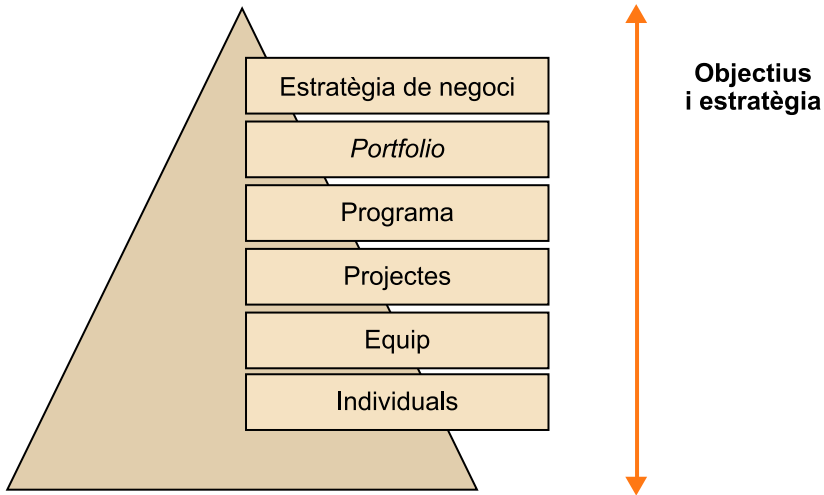 Estratègia de negoci
Portfolio
Programa
Projectes
Equip
Individuals
Objectius
i estratègia